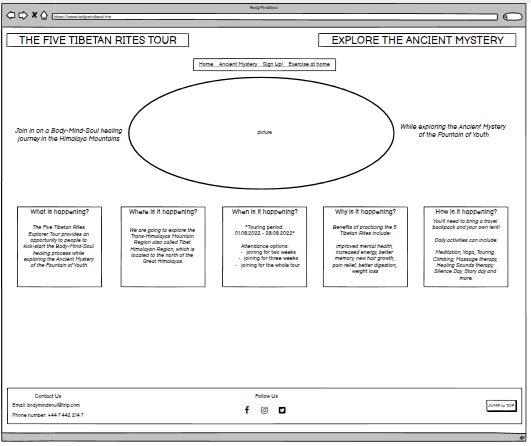 BodyMindSoul
https://www.bodymindsoul.trip
THE FIVE TIBETAN RITES TOUR
EXPLORE THE ANCIENT MYSTERY
Home Ancient Mystery Sign Up! Exercise at home
Join in on a Body-Mind-Soul healing
journey in the Himalaya Mountains
picture
While exploring the Ancient Mystery
of the Fountain of Youth
What is happening?
The Five Tibetan Rites
Explorer Tour provides an
opportunity to people to
kick-start the Body-Mind-Soul
healing process while
exploring the Ancient Mystery
of the Fountain of Youth.
Where is it happening?
We are going to explore the
Trans-Himalaya Mountain
Region also called Tibet
Himalayan Region, which is
located to the north of the
Great Himalayas.
When is it happening?
*Touring period:
01.08.2022. - 28.08.2022*
Attendance options:
- joining for two weeks
- joining for three weeks
- joining for the whole tour
Why is it happening?
Benefits of practicing the 5
Tibetan Rites include:
improved mental health,
increased energy, better
memory, new hair growth,
pain relief, better digestion,
weight loss
How is it happening?
You'll need to bring a travel
backpack and your own tent!
Daily activities can include:
Meditation, Yoga, Touring,
Climbing, Massage therapy,
Healing Sounds therapy,
Silence Day, Story day and
more.
Contact Us
Email: bodymindsoul@trip.com
Phone number: +44 7 442 214 7
Follow Us
JUMP to TOP